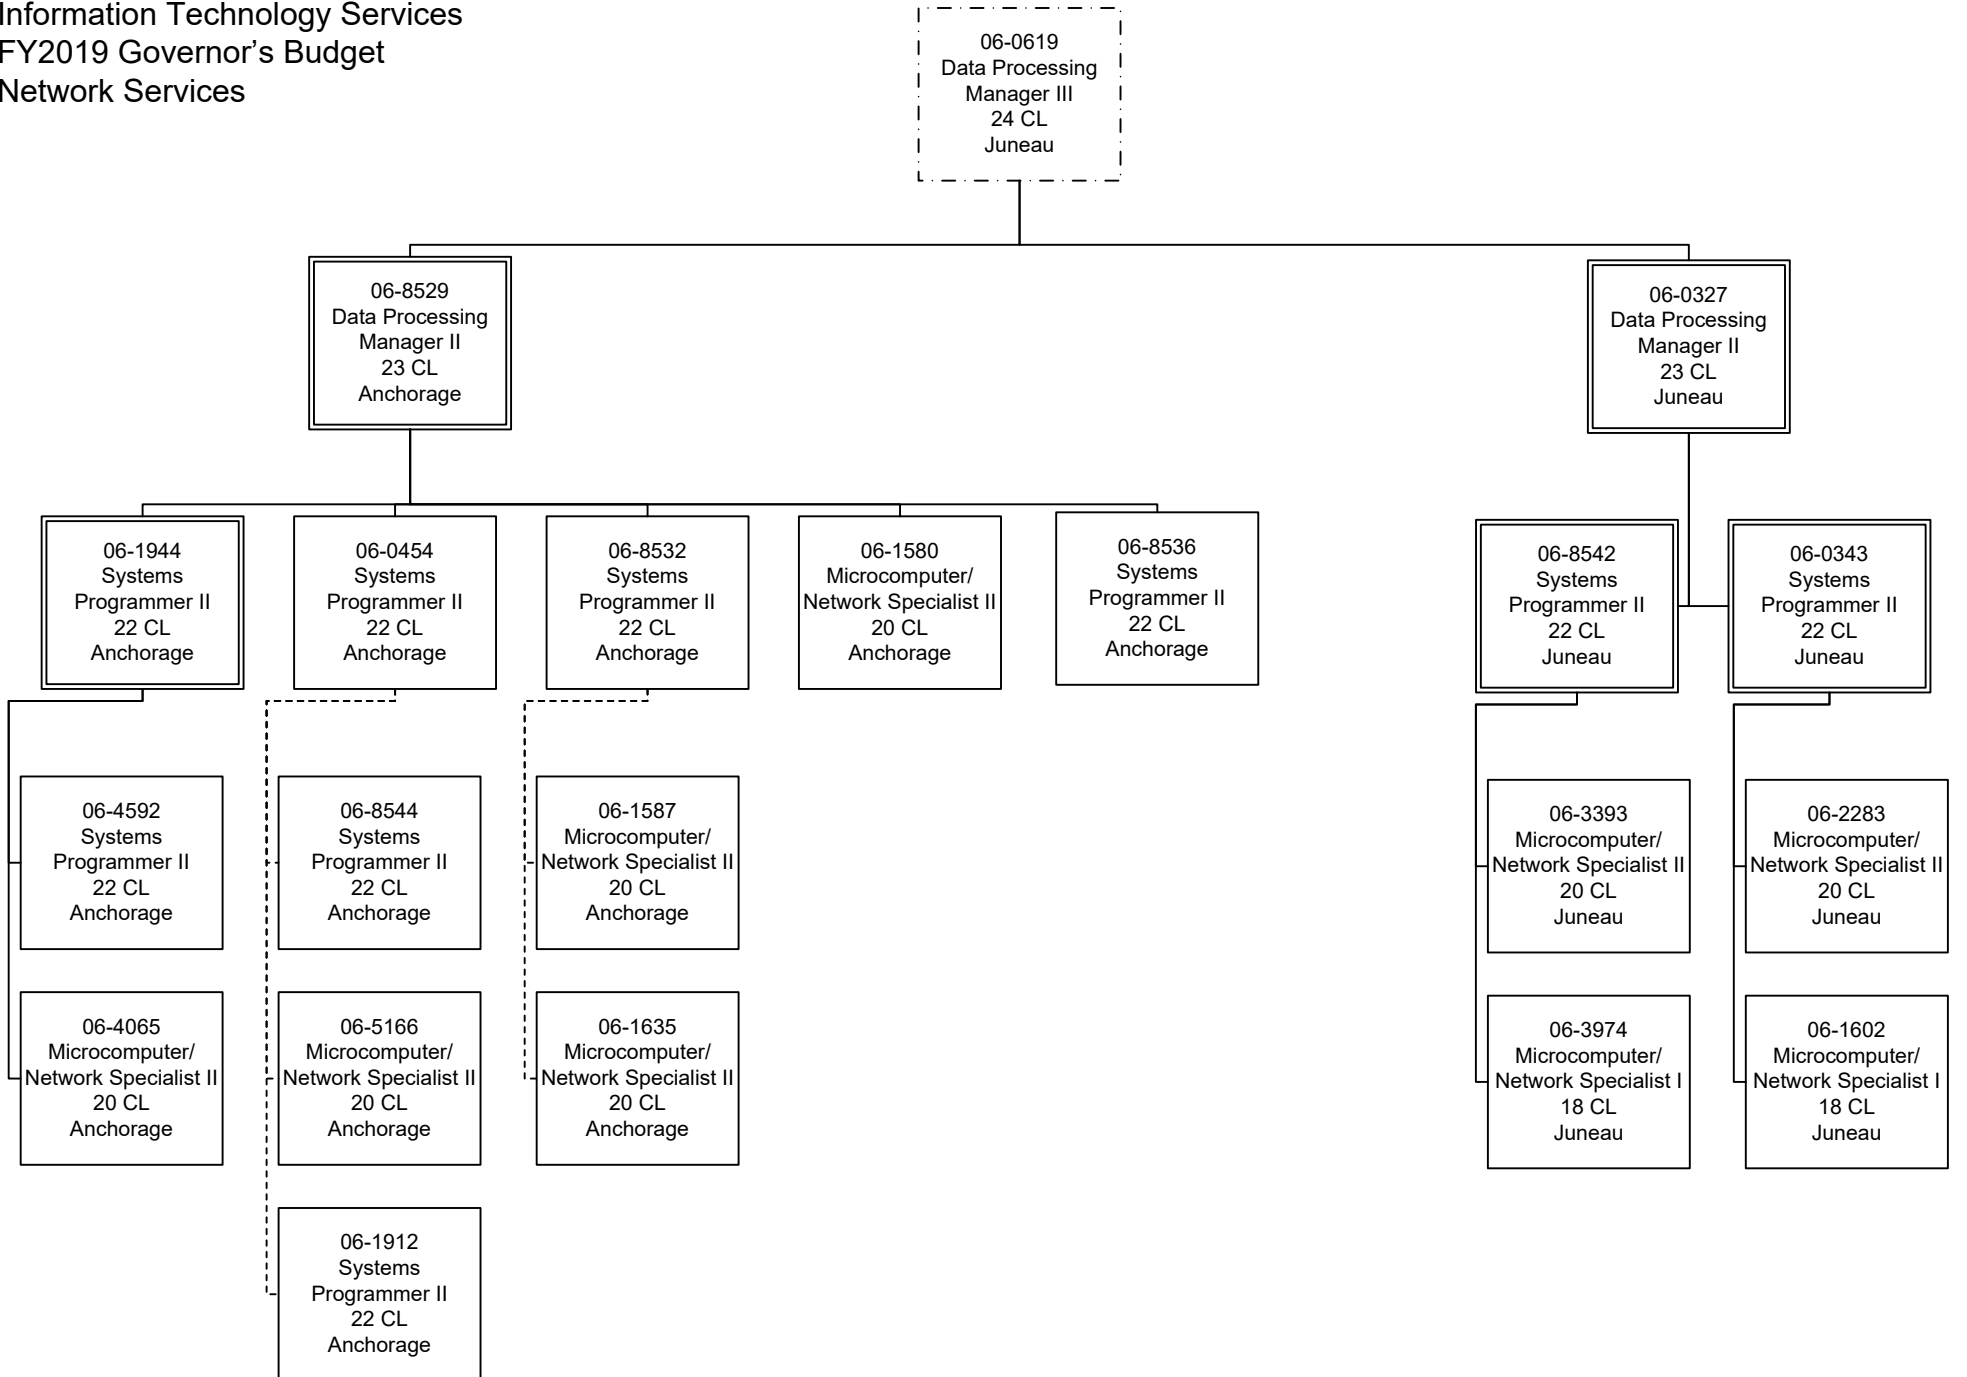 Information Technology Services
FY2019 Governor’s Budget
Network Services
06-0619
Data Processing
Manager III
24 CL
Juneau
06-8529
Data Processing
Manager II
23 CL
Anchorage
06-0327
Data Processing
Manager II
23 CL
Juneau
06-1944
Systems
Programmer II
22 CL
Anchorage
06-0454
Systems
Programmer II
22 CL
Anchorage
06-8532
Systems
Programmer II
22 CL
Anchorage
06-1580
Microcomputer/
Network Specialist II
20 CL
Anchorage
06-8536
Systems
Programmer II
22 CL
Anchorage
06-8542
Systems
Programmer II
22 CL
Juneau
06-0343
Systems
Programmer II
22 CL
Juneau
06-4592
Systems
Programmer II
22 CL
Anchorage
06-8544
Systems
Programmer II
22 CL
Anchorage
06-1587
Microcomputer/
Network Specialist II
20 CL
Anchorage
06-3393
Microcomputer/
Network Specialist II
20 CL
Juneau
06-2283
Microcomputer/
Network Specialist II
20 CL
Juneau
06-4065
Microcomputer/
Network Specialist II
20 CL
Anchorage
06-5166
Microcomputer/
Network Specialist II
20 CL
Anchorage
06-1635
Microcomputer/
Network Specialist II
20 CL
Anchorage
06-3974
Microcomputer/
Network Specialist I
18 CL
Juneau
06-1602
Microcomputer/
Network Specialist I
18 CL
Juneau
06-1912
Systems
Programmer II
22 CL
Anchorage